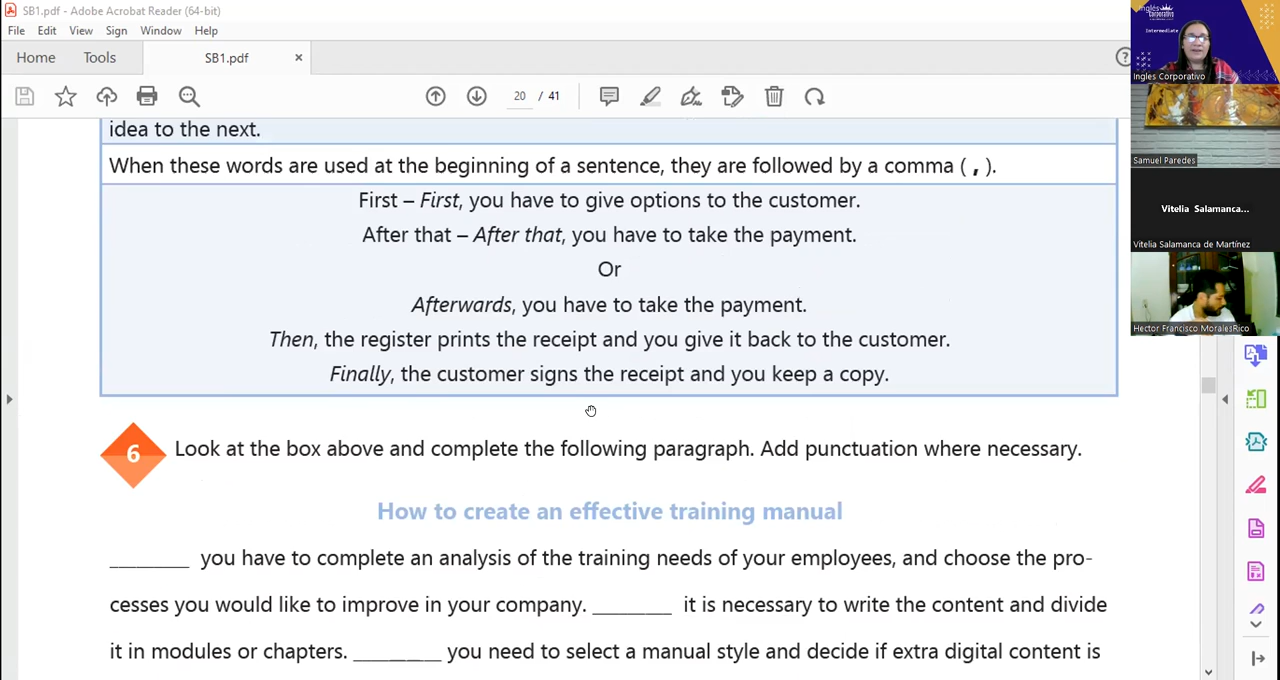 SB1.pdf - Adobe Acrobat Reader (64-bit)
File Edit View Sign Window Help
Home Tools SB1.pdf ×
20 / 41
idea to the next.
When these words are used at the beginning of a sentence, they are followed by a comma ( , ).
First – First, you have to give options to the customer.
After that – After that, you have to take the payment.
Or
Afterwards, you have to take the payment.
Then, the register prints the receipt and you give it back to the customer.
Finally, the customer signs the receipt and you keep a copy.
6 Look at the box above and complete the following paragraph. Add punctuation where necessary.
How to create an effective training manual
________ you have to complete an analysis of the training needs of your employees, and choose the pro-
cesses you would like to improve in your company. ________ it is necessary to write the content and divide
it in modules or chapters. _________ you need to select a manual style and decide if extra digital content is
Inglés
Corporativo
Intermediate
Ingles Corporativo
Samuel Paredes
Vitelia Salamanca...
Vitelia Salamanca de Martínez
Hector Francisco MoralesRico